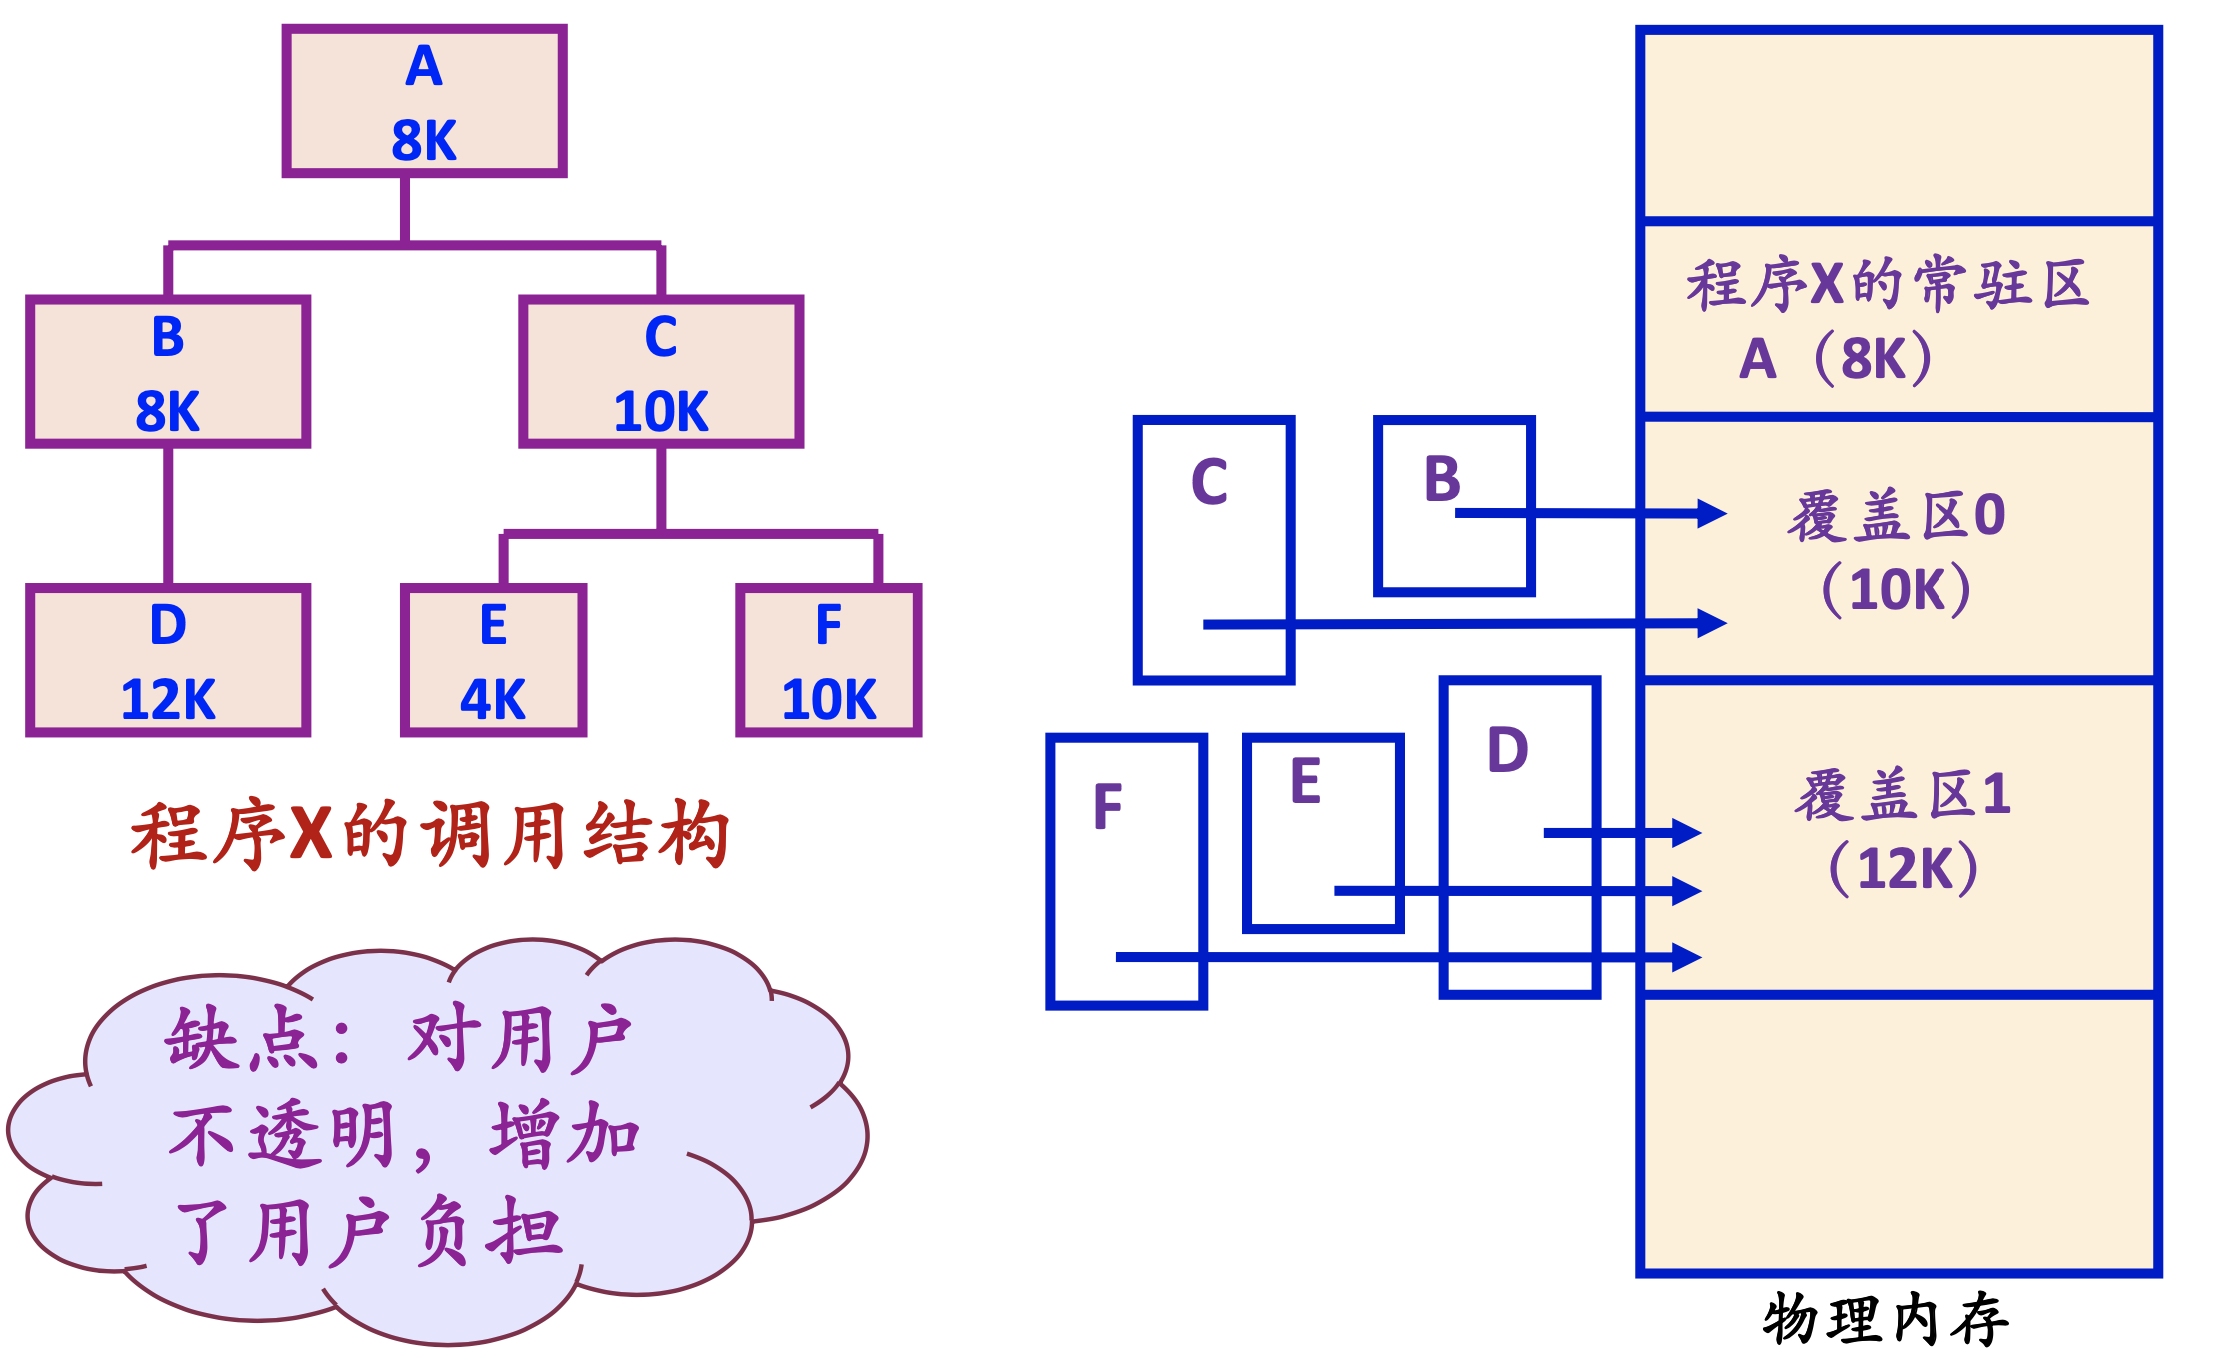 A
8K
B
8K
C
10K
D
12K
E
4K
F
10K
程序X的调用结构
缺点：对用户
不透明，增加
了用户负担
C
B
F
E
D
程序X的常驻区
A（8K）
覆盖区0
（10K）
覆盖区1
（12K）
物理内存